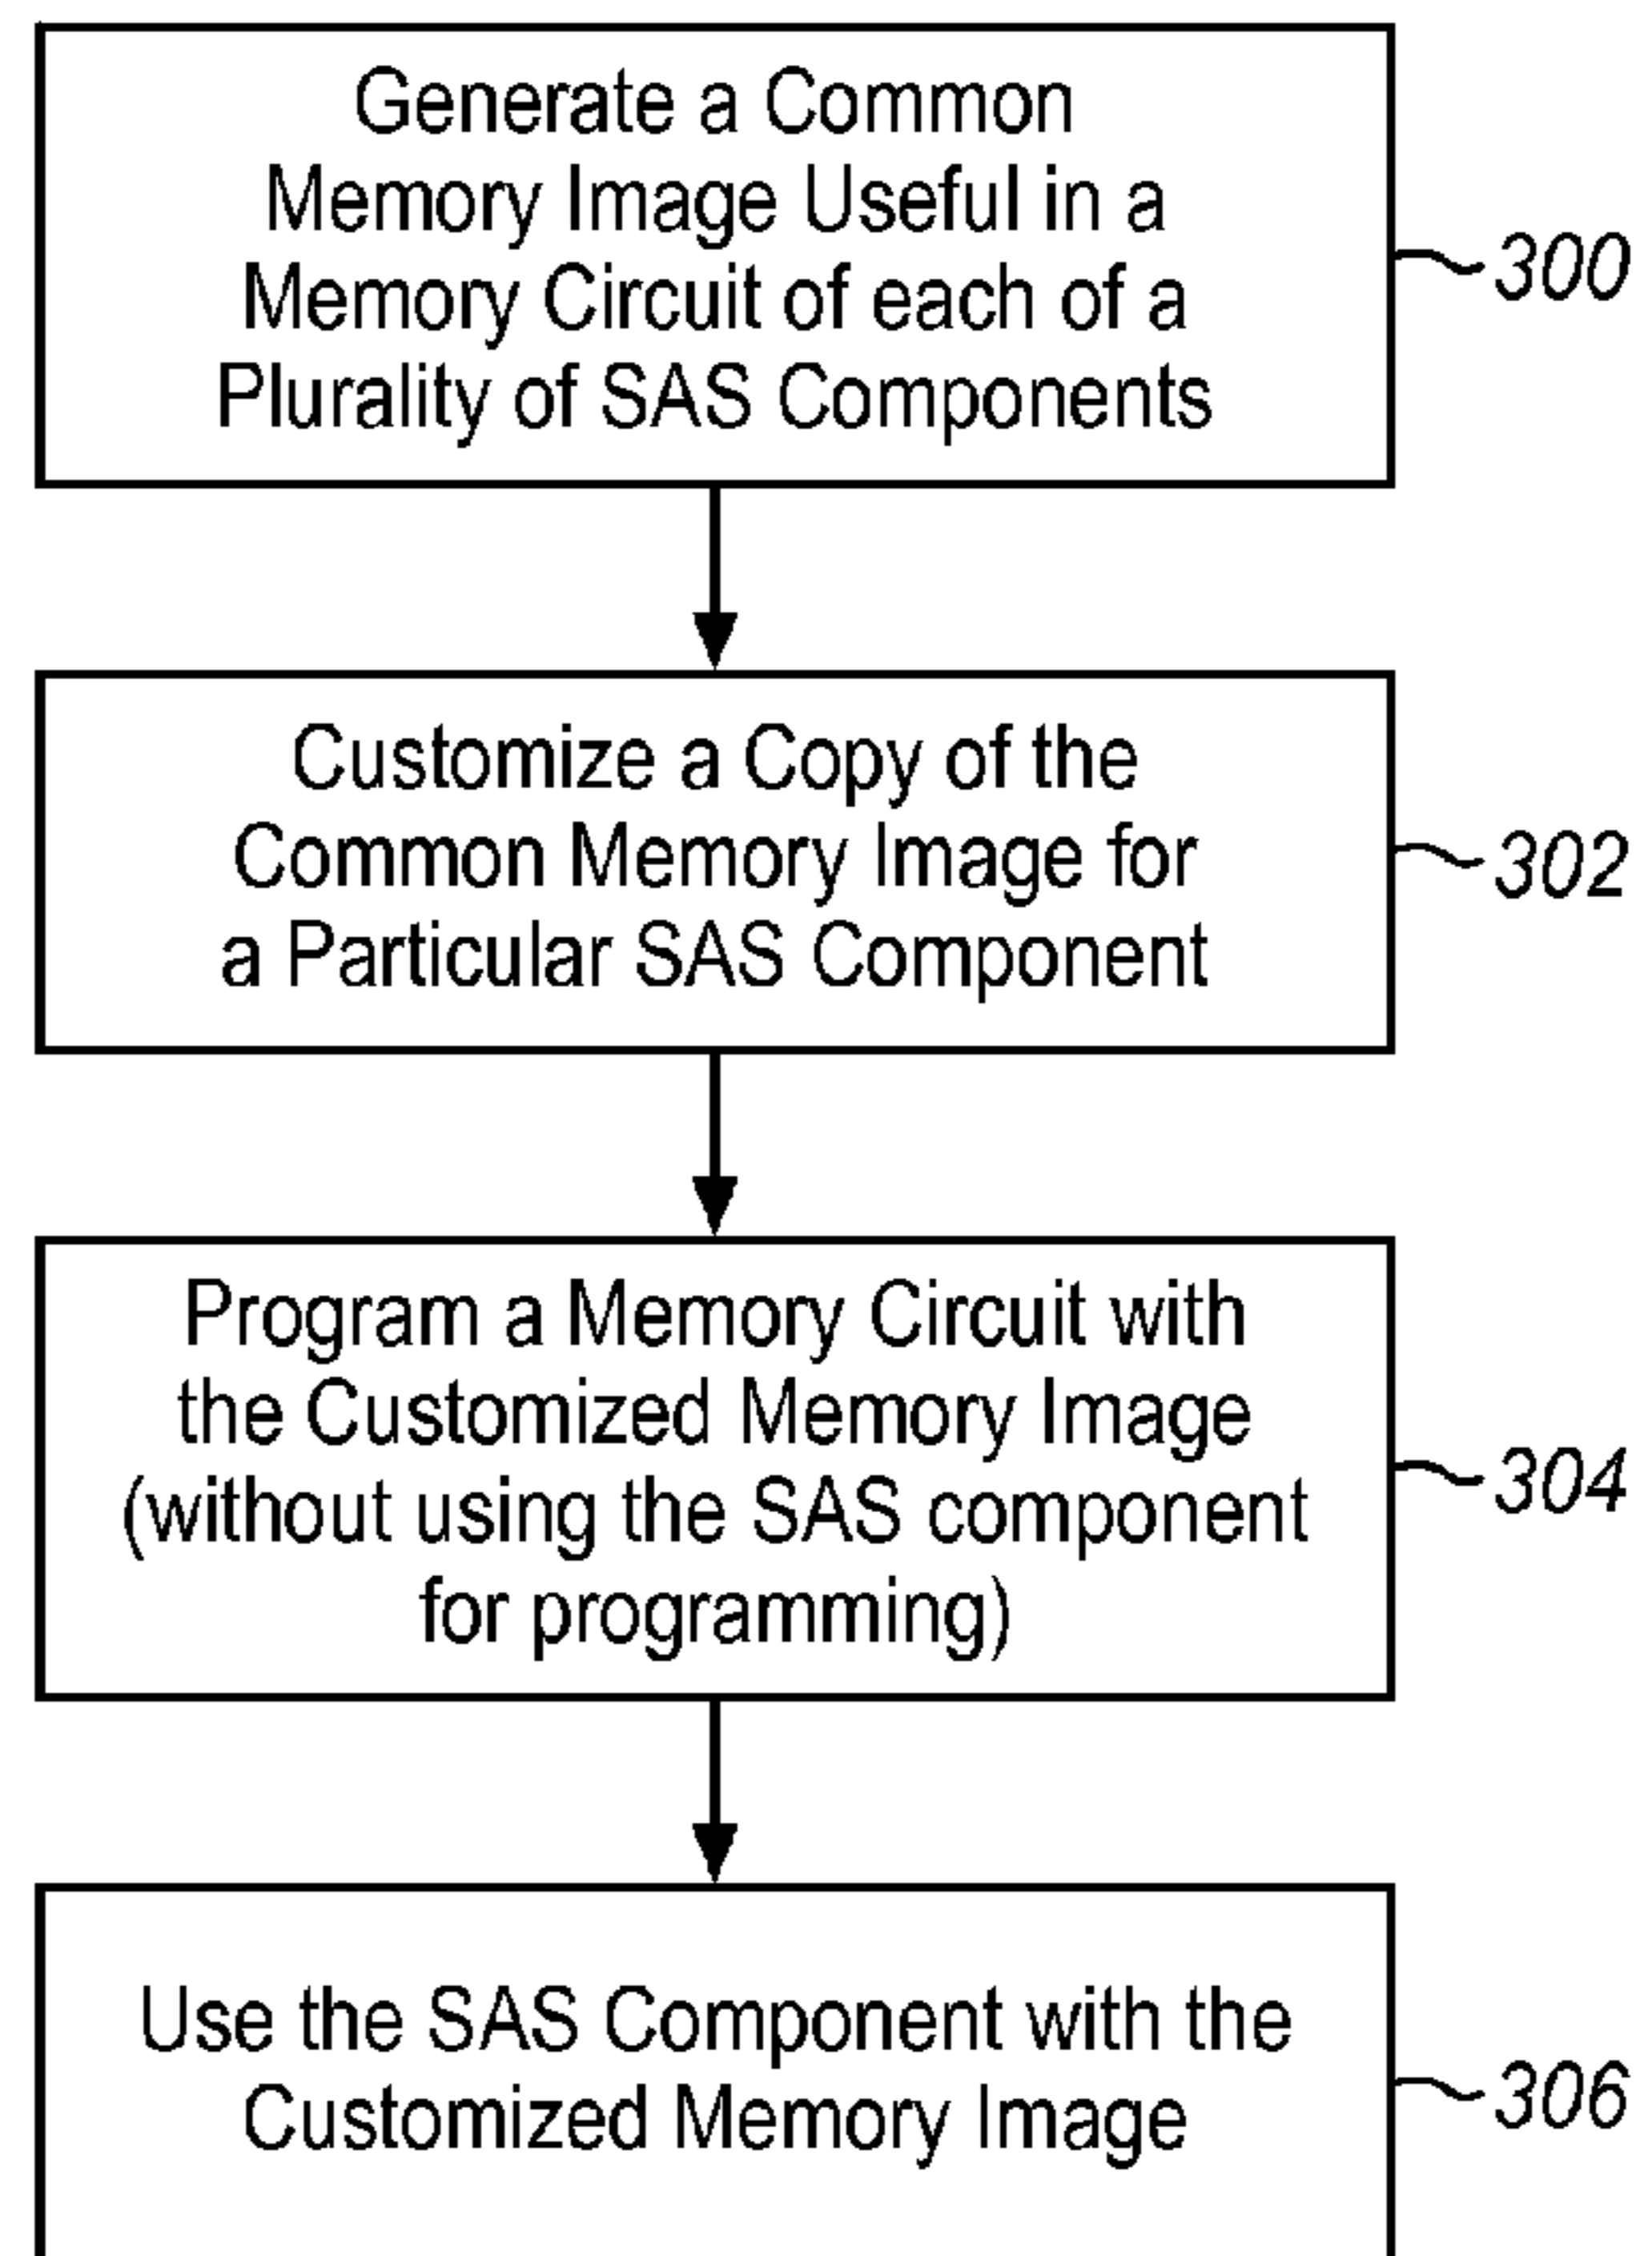 Generate a Common
Memory Image Useful in a
Memory Circuit of each of a
Plurality of SAS Components
300
Customize a Copy of the
Common Memory Image for
a Particular SAS Component
302
Program a Memory Circuit with
the Customized Memory Image
(without using the SAS component
for programming)
304
Use the SAS Component with the
Customized Memory Image
306